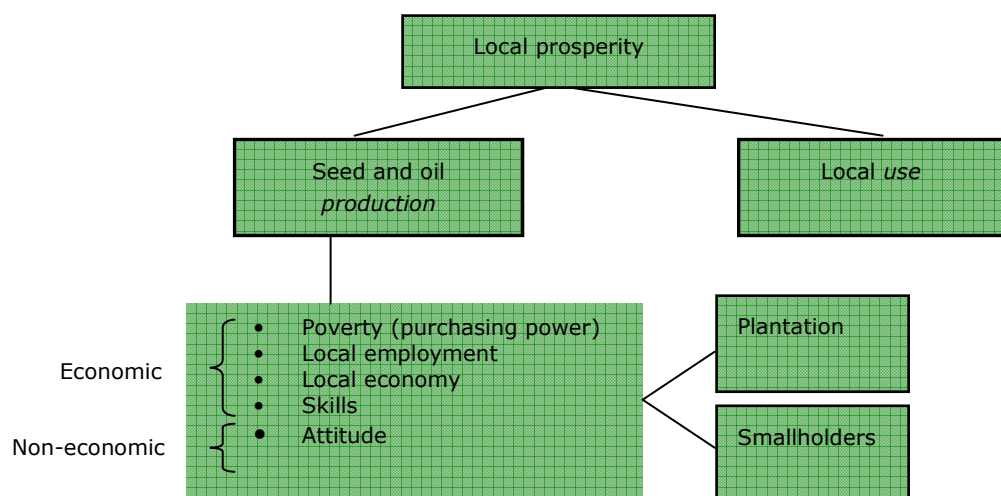 Local prosperity
Seed and oil
production
Local use
Economic
• Poverty (purchasing power)
• Local employment
• Local economy
• Skills
Non-economic
• Attitude
Plantation
Smallholders